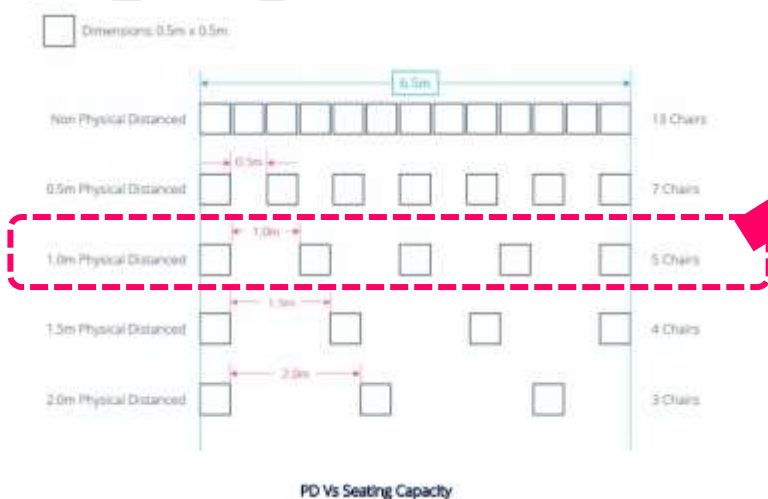 Dimensions: 0.5m x 0.5m
6.5m
Non Physical Distanced
13 Chairs
0.5m
0.5m Physical Distanced
7 Chairs
1.0m
1.0m Physical Distanced
5 Chairs
1.5m
1.5m Physical Distanced
4 Chairs
2.0m
2.0m Physical Distanced
3 Chairs
PD Vs Seating Capacity